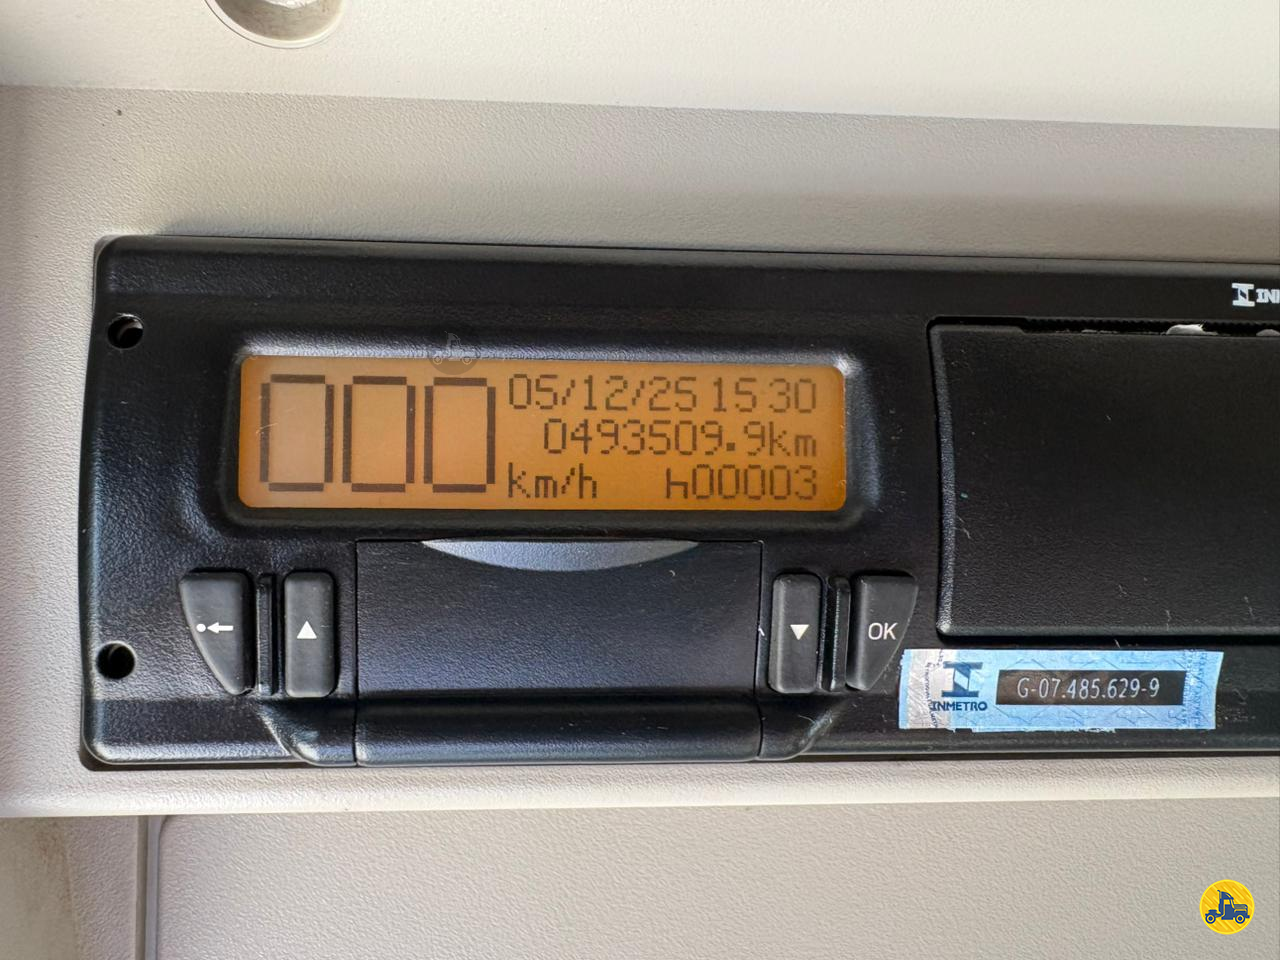 000
05/12/25 15 30
0493509.9km
km/h h00003
OK
INMETRO
G-07.485.629-9